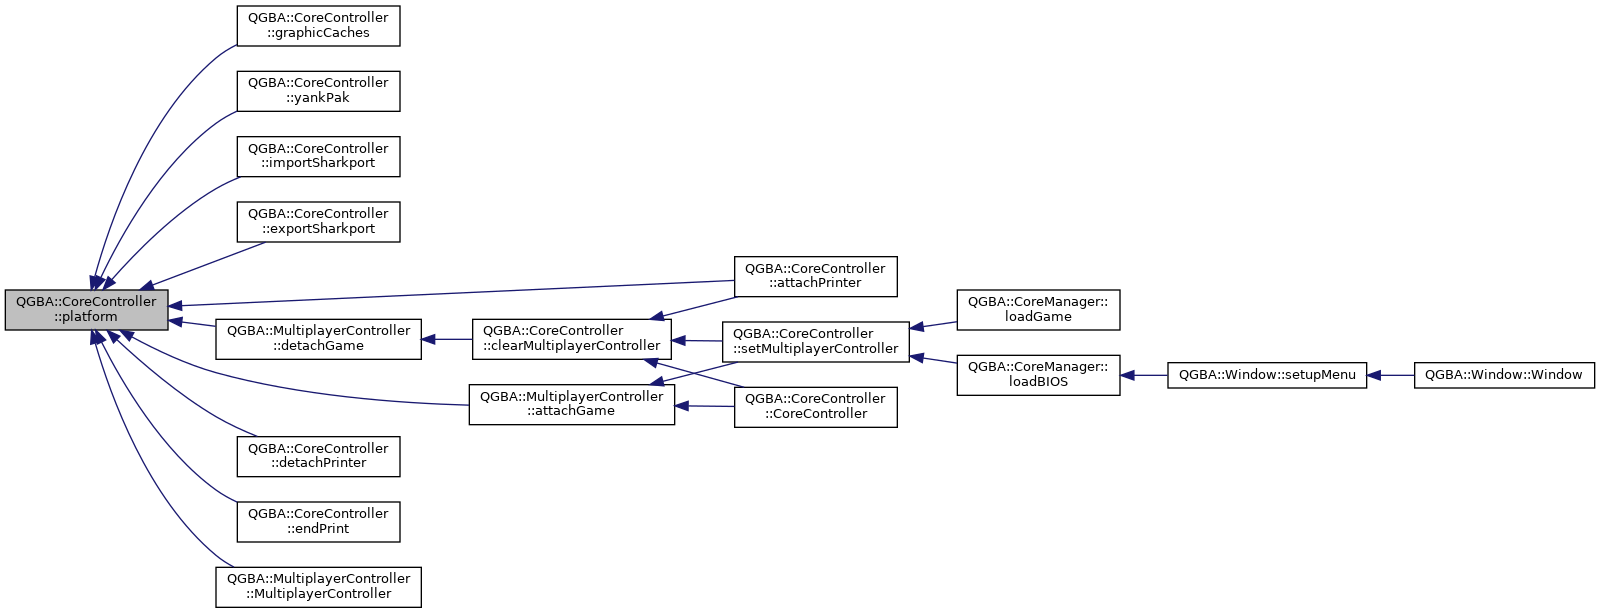 QGBA::CoreController
::graphicCaches
QGBA::CoreController
::yankPak
QGBA::CoreController
::importSharkport
QGBA::CoreController
::exportSharkport
QGBA::CoreController
::platform
QGBA::MultiplayerController
::detachGame
QGBA::CoreController
::clearMultiplayerController
QGBA::CoreController
::attachPrinter
QGBA::CoreController
::setMultiplayerController
QGBA::CoreManager::
loadGame
QGBA::CoreManager::
loadBIOS
QGBA::Window::setupMenu
QGBA::Window::Window
QGBA::MultiplayerController
::attachGame
QGBA::CoreController
::CoreController
QGBA::CoreController
::detachPrinter
QGBA::CoreController
::endPrint
QGBA::MultiplayerController
::MultiplayerController